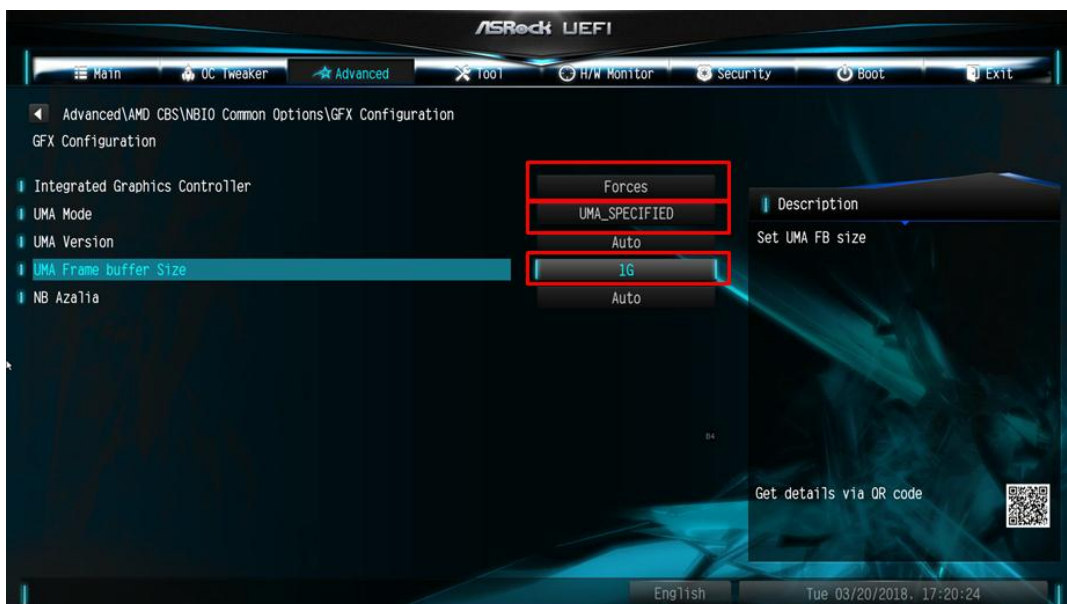 ASRock UEFI
Main OC Tweaker Advanced Tool H/W Monitor Security Boot Exit
Advanced\AMD CBS\NBIO Common Options\GFX Configuration
GFX Configuration
Integrated Graphics Controller Forces
UMA Mode UMA_SPECIFIED
UMA Version Auto
UMA Frame buffer Size 1G
NB Azalia Auto
Description
Set UMA FB size
B4
Get details via QR code
English Tue 03/20/2018. 17:20:24